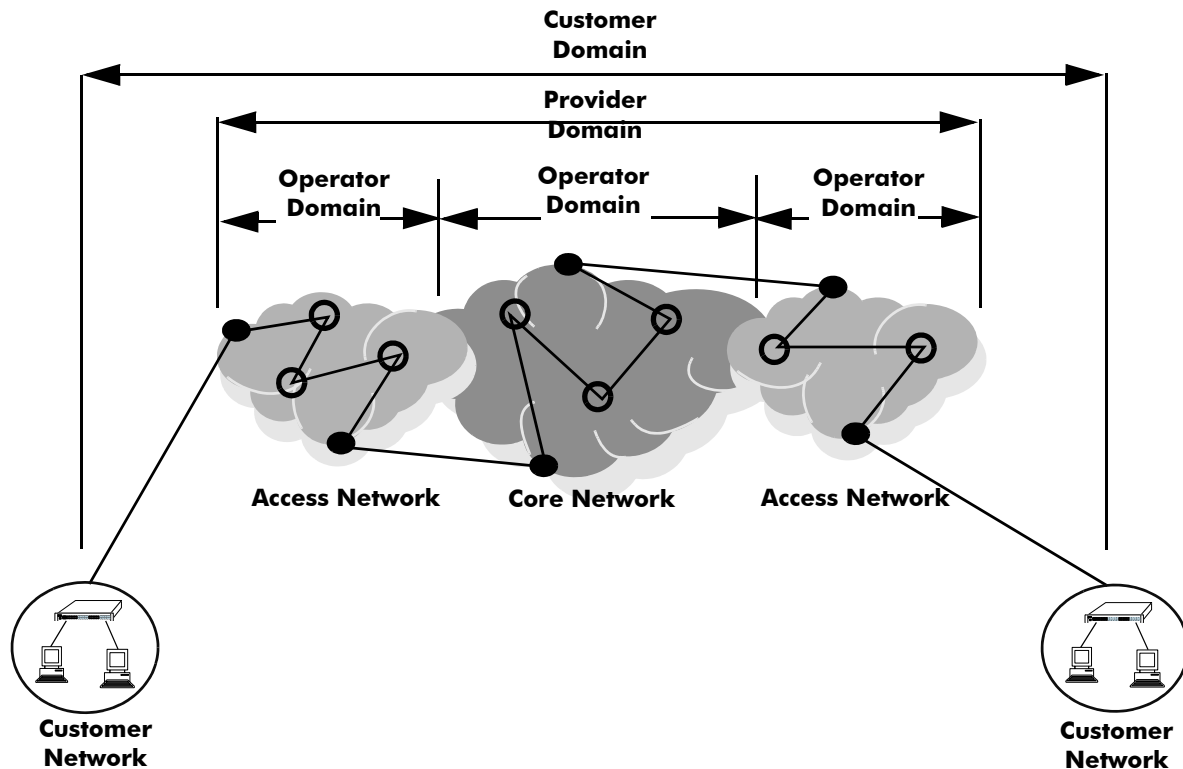 Customer
Domain
Provider
Domain
Operator
Domain
Operator
Domain
Operator
Domain
Access Network
Core Network
Access Network
Customer
Network
Customer
Network